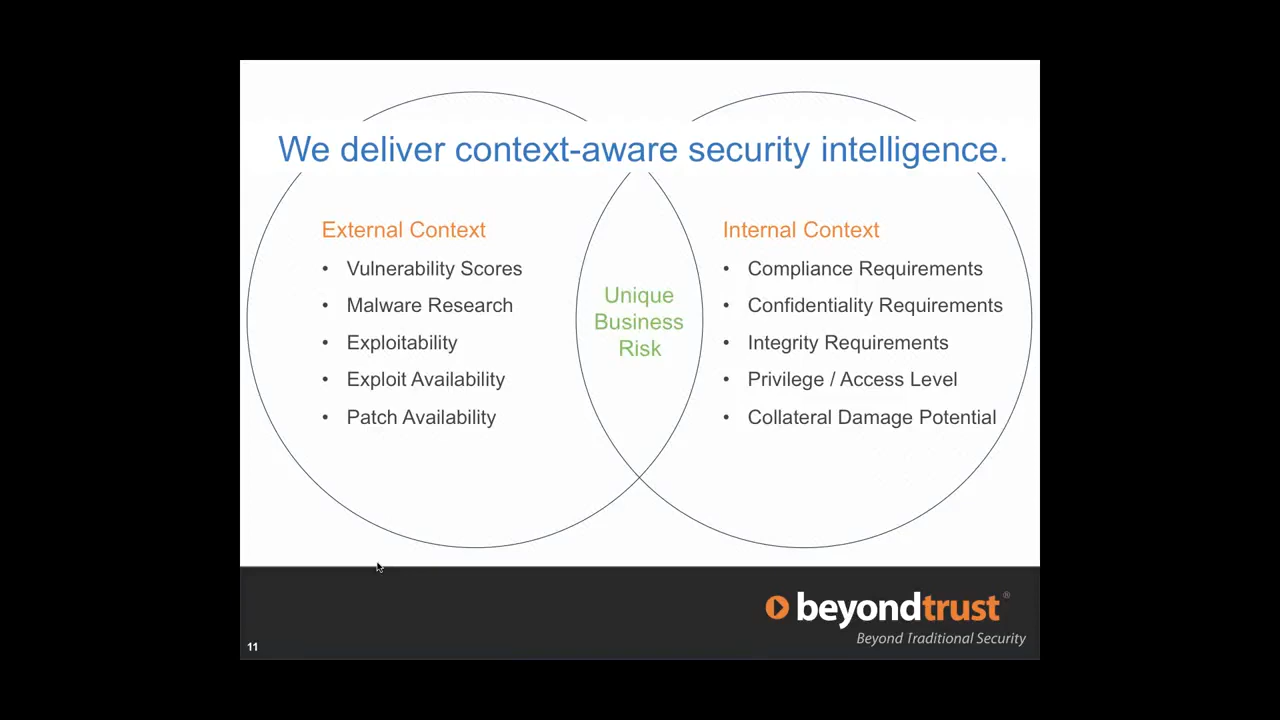 We deliver context-aware security intelligence.
External Context
• Vulnerability Scores
• Malware Research
• Exploitability
• Exploit Availability
• Patch Availability
Unique
Business
Risk
Internal Context
• Compliance Requirements
• Confidentiality Requirements
• Integrity Requirements
• Privilege / Access Level
• Collateral Damage Potential
beyondtrust®
Beyond Traditional Security
11